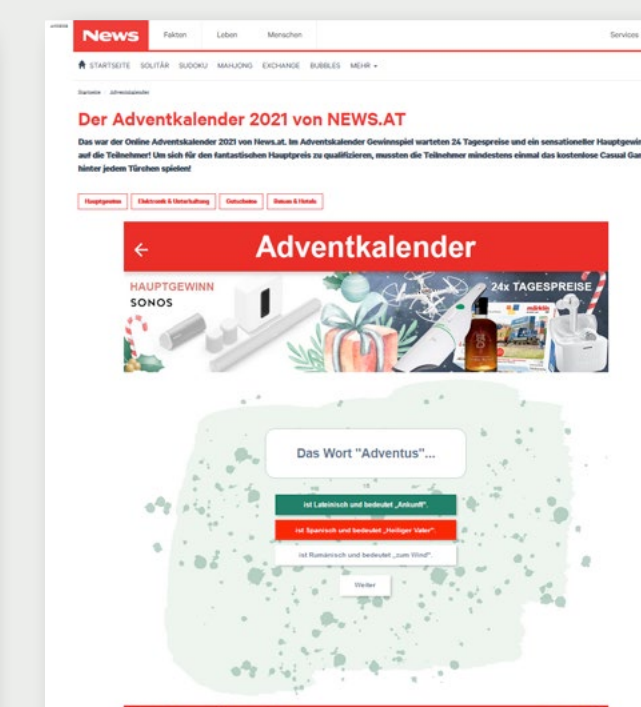 News Fakten Leben Menschen Services
STARTSEITE SOLITÄR SUDOKU MAHJONG EXCHANGE BUBBLES MEHR
Startseite Adventskalender
Der Adventkalender 2021 von NEWS.AT
Das war der Online Adventskalender 2021 von News.at. Im Adventskalender Gewinnspiel warteten 24 Tagespreise und ein sensationeller Hauptgewin
auf die Teilnehmer! Um sich für den fantastischen Hauptpreis zu qualifizieren, mussten die Teilnehmer mindestens einmal das kostenlose Casual Gam
hinter jedem Türchen spielen!
Hauptgewinn Elektronik & Unterhaltung Gutscheine Reisen & Hotels
Adventkalender
HAUPTGEWINN 24x TAGESPREISE
SONOS
märklin
Das Wort "Adventus"...
ist Lateinisch und bedeutet „Ankunft".
ist Spanisch und bedeutet „Heiliger Vater".
ist Rumänisch und bedeutet „zum Wind".
Weiter